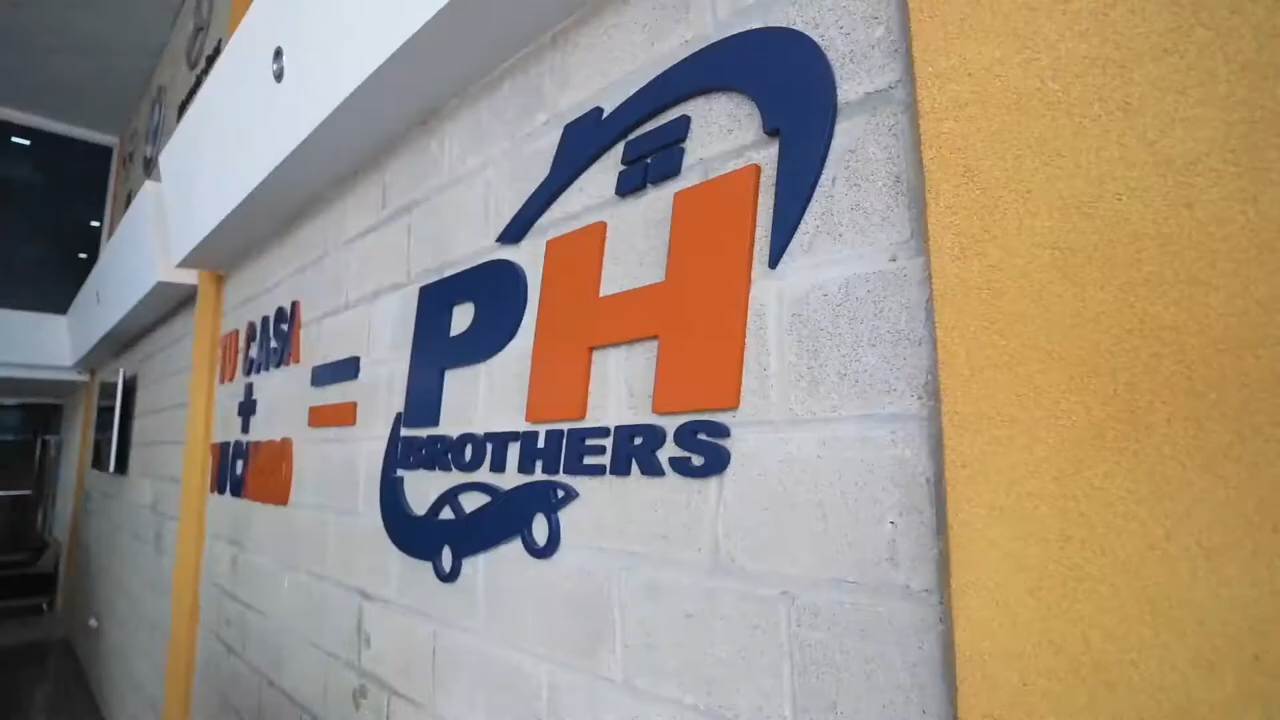 TU CASA
+
=
PH
BROTHERS